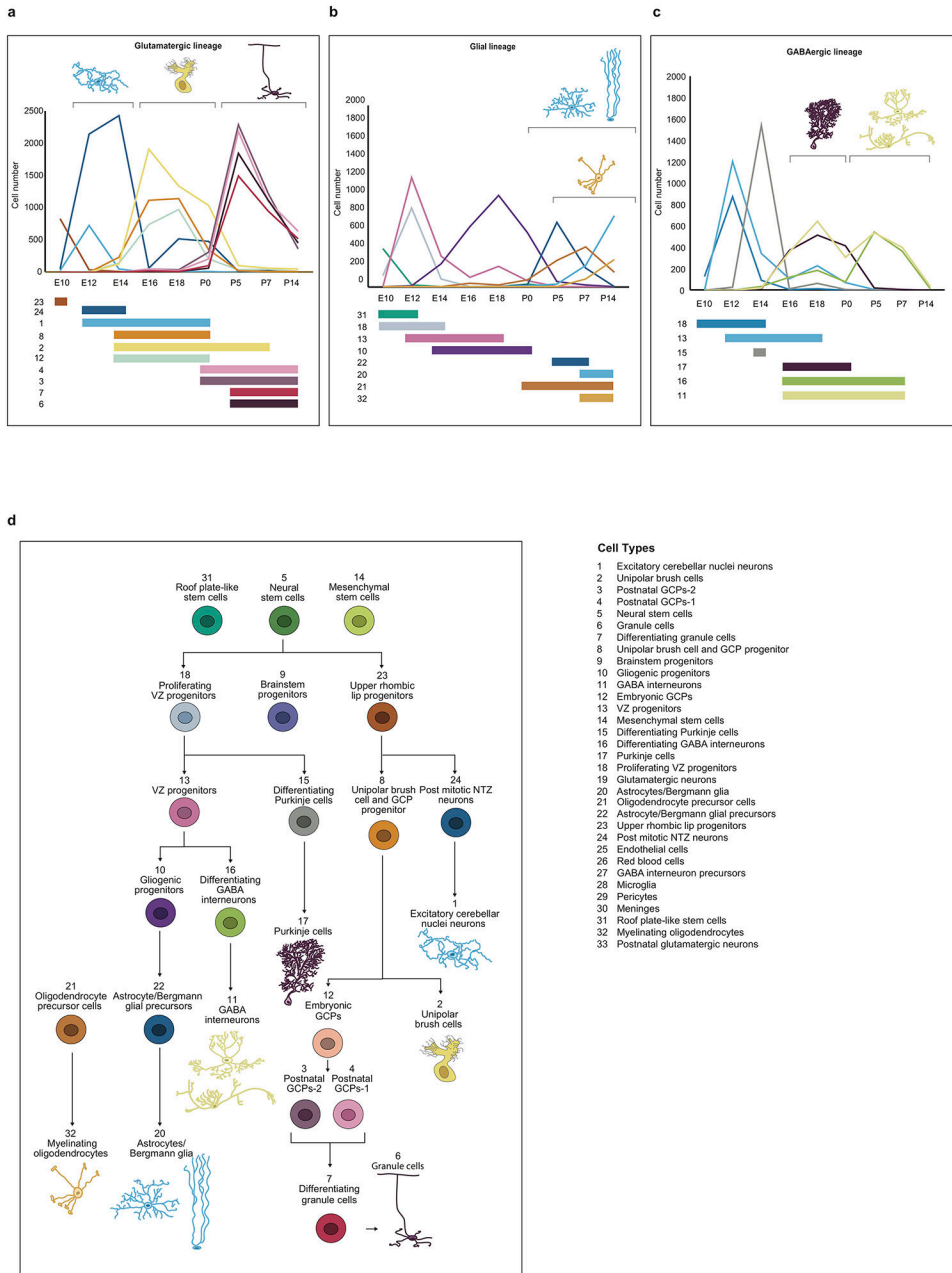 a
Glutamatergic lineage
2500
2000
1500
1000
500
0
Cell number
E10 E12 E14 E16 E18 P0 P5 P7 P14
23
24
1
8
2
12
4
3
7
6
b
Glial lineage
2000
1800
1600
1400
1200
1000
800
600
400
200
0
Cell number
E10 E12 E14 E16 E18 P0 P5 P7 P14
31
18
13
10
22
20
21
32
c
GABAergic lineage
2000
1800
1600
1400
1200
1000
800
600
400
200
0
Cell number
E10 E12 E14 E16 E18 P0 P5 P7 P14
18
13
15
17
16
11
d
31
Roof plate-like
stem cells
5
Neural
stem cells
14
Mesenchymal
stem cells
18
Proliferating
VZ progenitors
9
Brainstem
progenitors
23
Upper rhombic
lip progenitors
13
VZ progenitors
15
Differentiating
Purkinje cells
8
Unipolar brush
cell and GCP
progenitor
24
Post mitotic NTZ
neurons
10
Gliogenic
progenitors
16
Differentiating
GABA
interneurons
17
Purkinje cells
1
Excitatory cerebellar
nuclei neurons
21
Oligodendrocyte
precursor cells
22
Astrocyte/Bergmann
glial precursors
11
GABA
interneurons
12
Embryonic
GCPs
2
Unipolar
brush cells
3
Postnatal
GCPs-2
4
Postnatal
GCPs-1
32
Myelinating
oligodendrocytes
20
Astrocytes/
Bergmann glia
7
Differentiating
granule cells
6
Granule cells
Cell Types
1 Excitatory cerebellar nuclei neurons
2 Unipolar brush cells
3 Postnatal GCPs-2
4 Postnatal GCPs-1
5 Neural stem cells
6 Granule cells
7 Differentiating granule cells
8 Unipolar brush cell and GCP progenitor
9 Brainstem progenitors
10 Gliogenic progenitors
11 GABA interneurons
12 Embryonic GCPs
13 VZ progenitors
14 Mesenchymal stem cells
15 Differentiating Purkinje cells
16 Differentiating GABA interneurons
17 Purkinje cells
18 Proliferating VZ progenitors
19 Glutamatergic neurons
20 Astrocytes/Bergmann glia
21 Oligodendrocyte precursor cells
22 Astrocyte/Bergmann glial precursors
23 Upper rhombic lip progenitors
24 Post mitotic NTZ neurons
25 Endothelial cells
26 Red blood cells
27 GABA interneuron precursors
28 Microglia
29 Pericytes
30 Meninges
31 Roof plate-like stem cells
32 Myelinating oligodendrocytes
33 Postnatal glutamatergic neurons